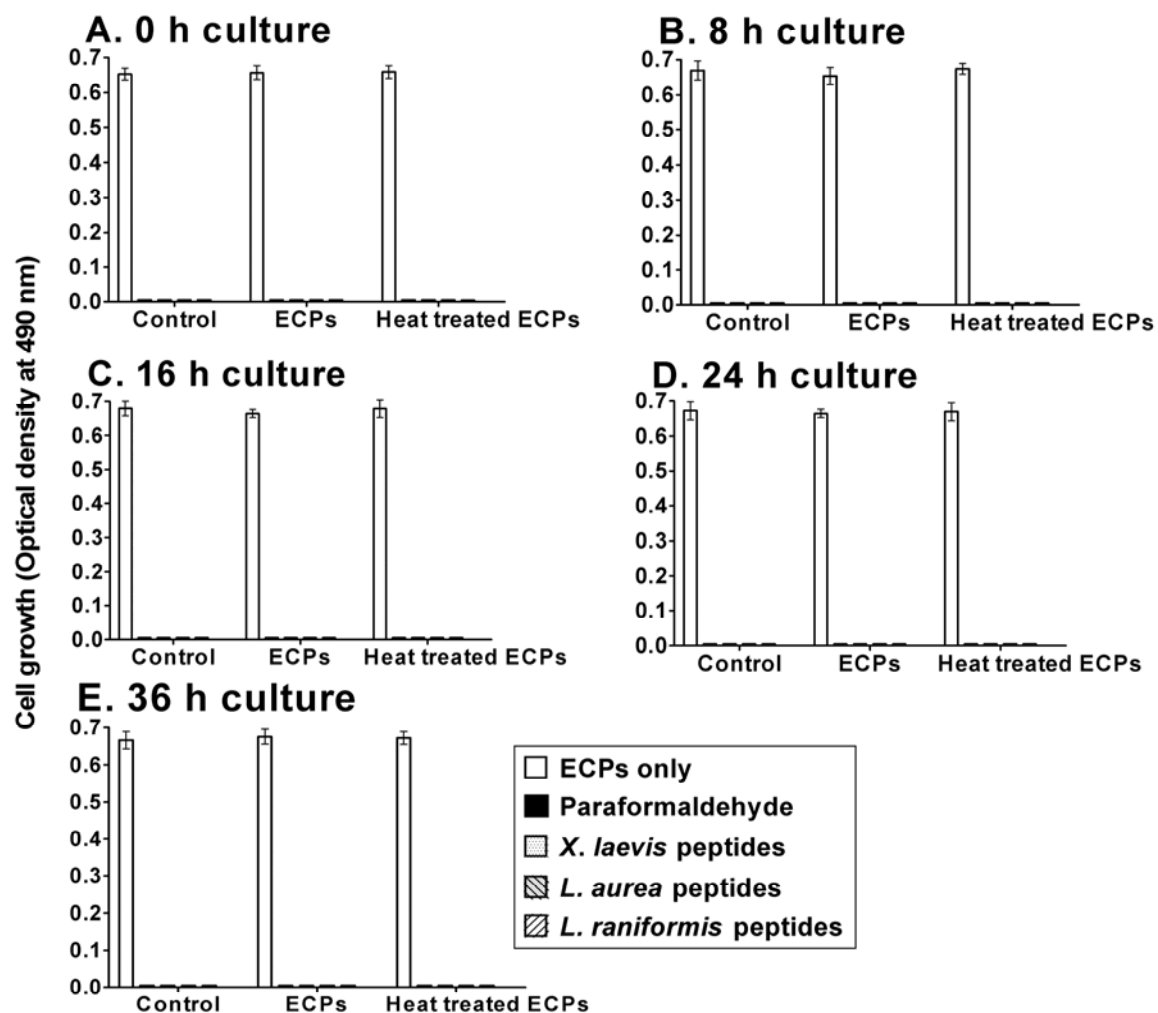 Cell growth (Optical density at 490 nm)
A. 0 h culture
0.7
0.6
0.5
0.4
0.3
0.2
0.1
0.0
Control ECPs Heat treated ECPs
B. 8 h culture
0.7
0.6
0.5
0.4
0.3
0.2
0.1
0.0
Control ECPs Heat treated ECPs
C. 16 h culture
0.7
0.6
0.5
0.4
0.3
0.2
0.1
0.0
Control ECPs Heat treated ECPs
D. 24 h culture
0.7
0.6
0.5
0.4
0.3
0.2
0.1
0.0
Control ECPs Heat treated ECPs
E. 36 h culture
0.7
0.6
0.5
0.4
0.3
0.2
0.1
0.0
Control ECPs Heat treated ECPs
ECPs only
Paraformaldehyde
X. laevis peptides
L. aurea peptides
L. raniformis peptides